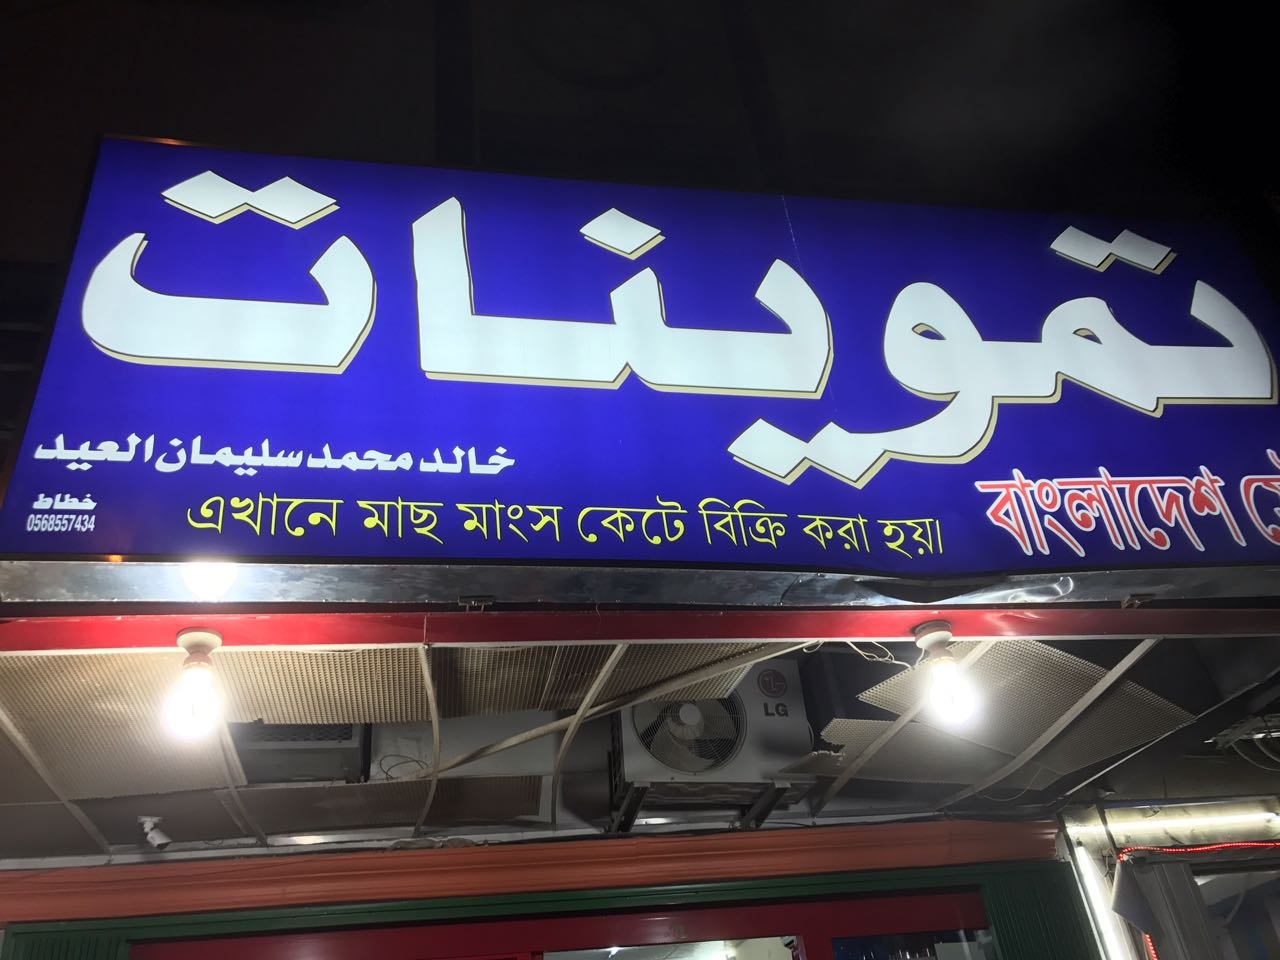 تموينات
خالد محمد سليمان العيد
خطاط
0568557434
এখানে মাছ মাংস কেটে বিক্রি করা হয়।
বাংলাদেশ
LG